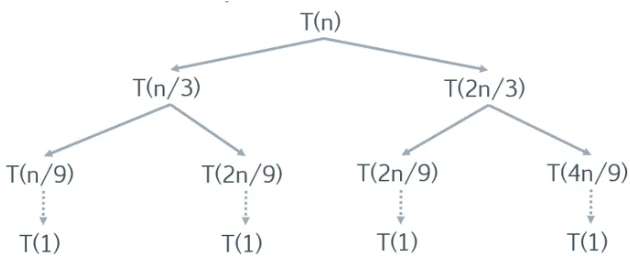 T(n)
T(n/3) T(2n/3)
T(n/9) T(2n/9) T(2n/9) T(4n/9)
T(1) T(1) T(1) T(1)